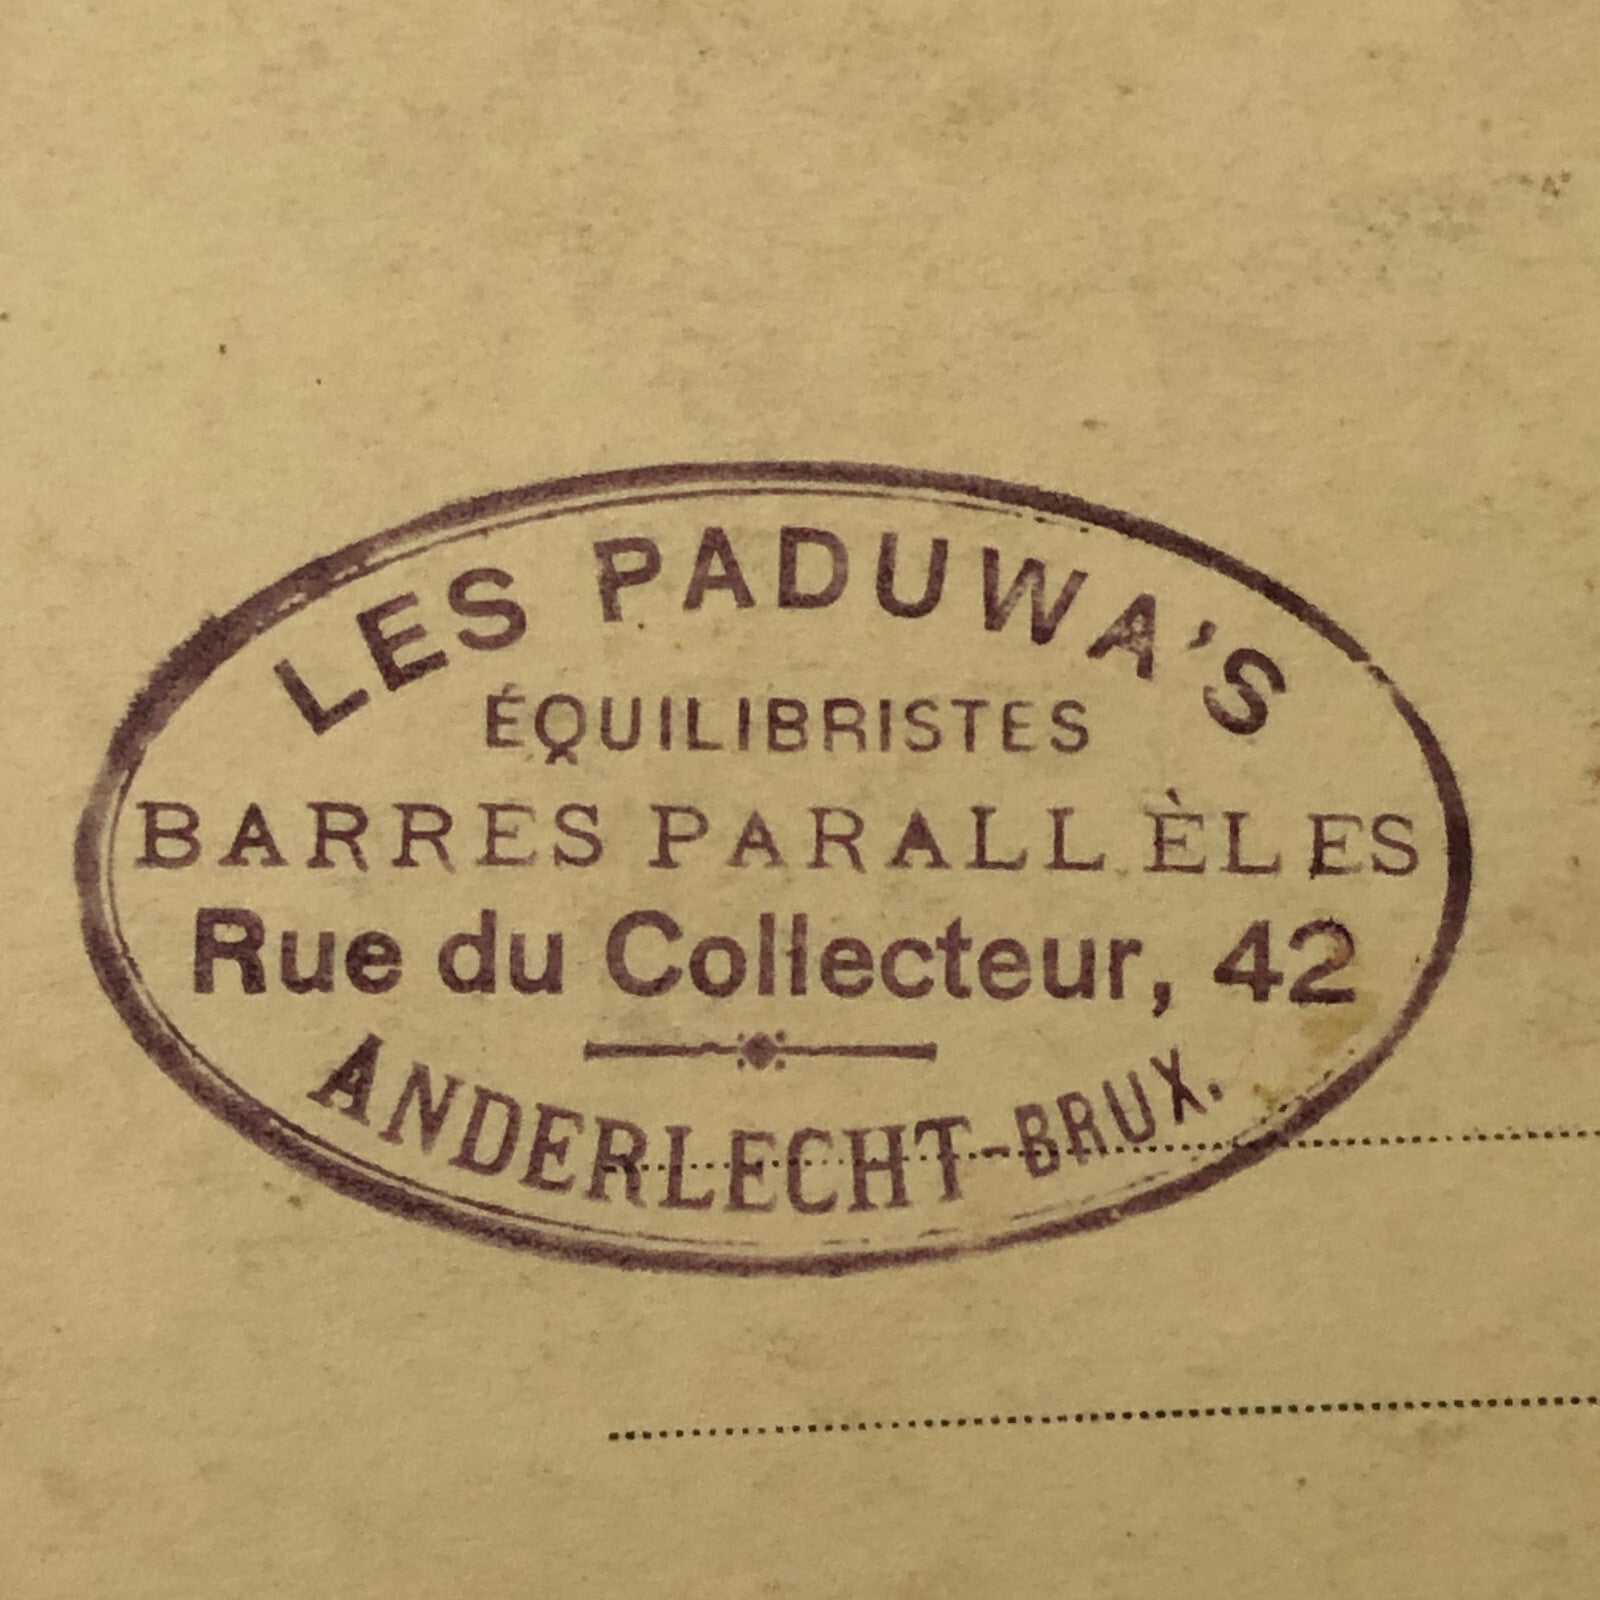 LES PADUWA'S
ÉQUILIBRISTES
BARRES PARALLÈLES
Rue du Collecteur, 42
ANDERLECHT-BRUX.